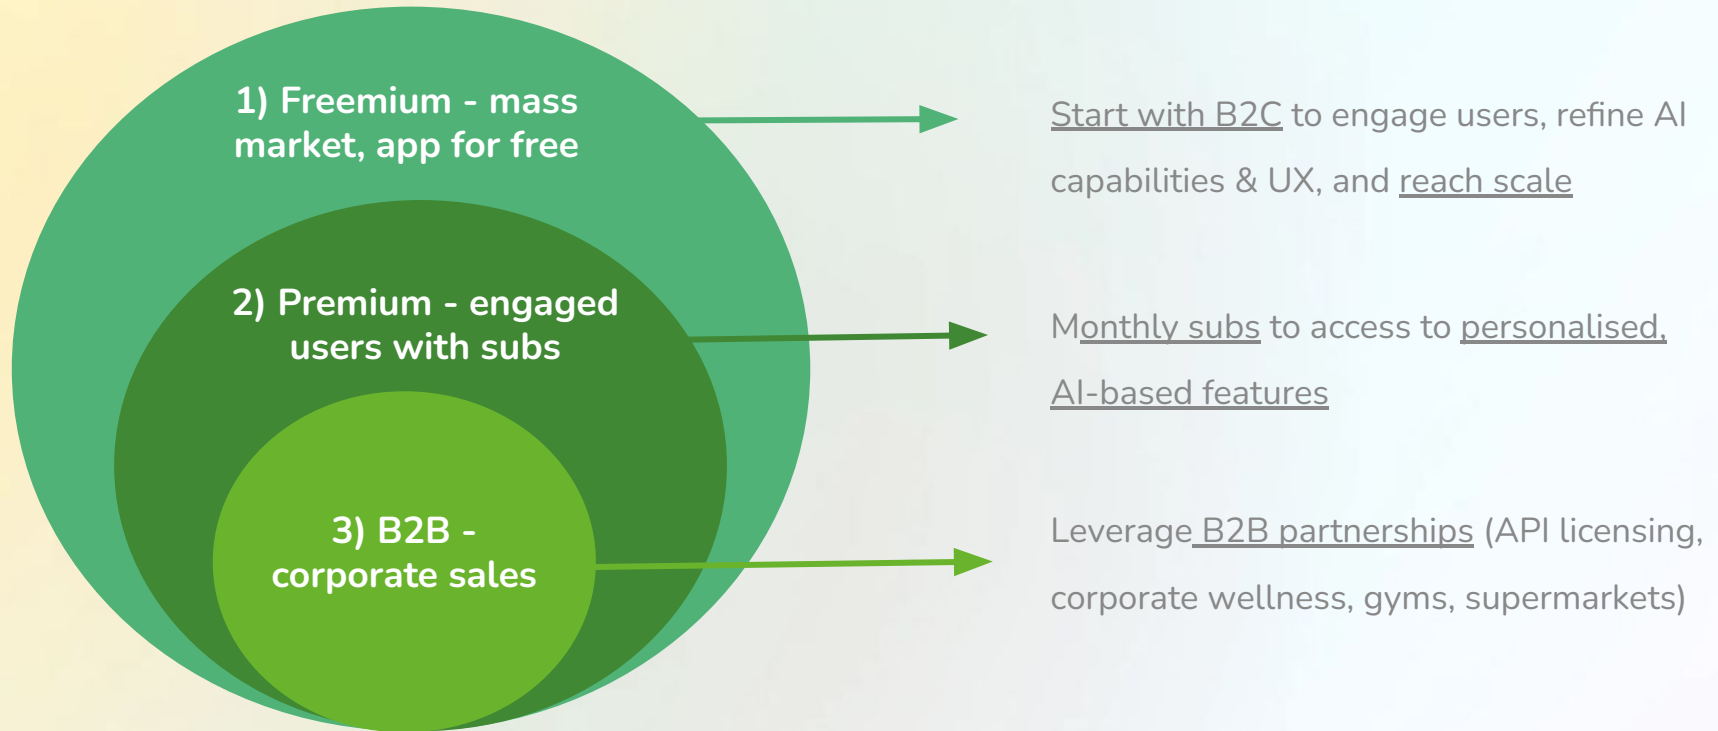 1) Freemium - mass
market, app for free
Start with B2C to engage users, refine AI
capabilities & UX, and reach scale
2) Premium - engaged
users with subs
Monthly subs to access to personalised,
AI-based features
3) B2B -
corporate sales
Leverage B2B partnerships (API licensing,
corporate wellness, gyms, supermarkets)